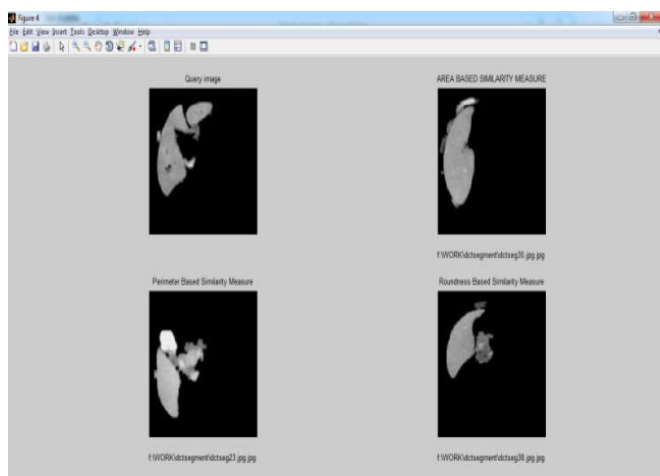 Figure 4
File Edit View Insert Tools Desktop Window Help
Query image
AREA BASED SIMILARITY MEASURE
f:\WORK\dctsegment\dctseg35.jpg.jpg
Perimeter Based Similarity Measure
Roundness Based Similarity Measure
f:\WORK\dctsegment\dctseg23.jpg.jpg
f:\WORK\dctsegment\dctseg38.jpg.jpg